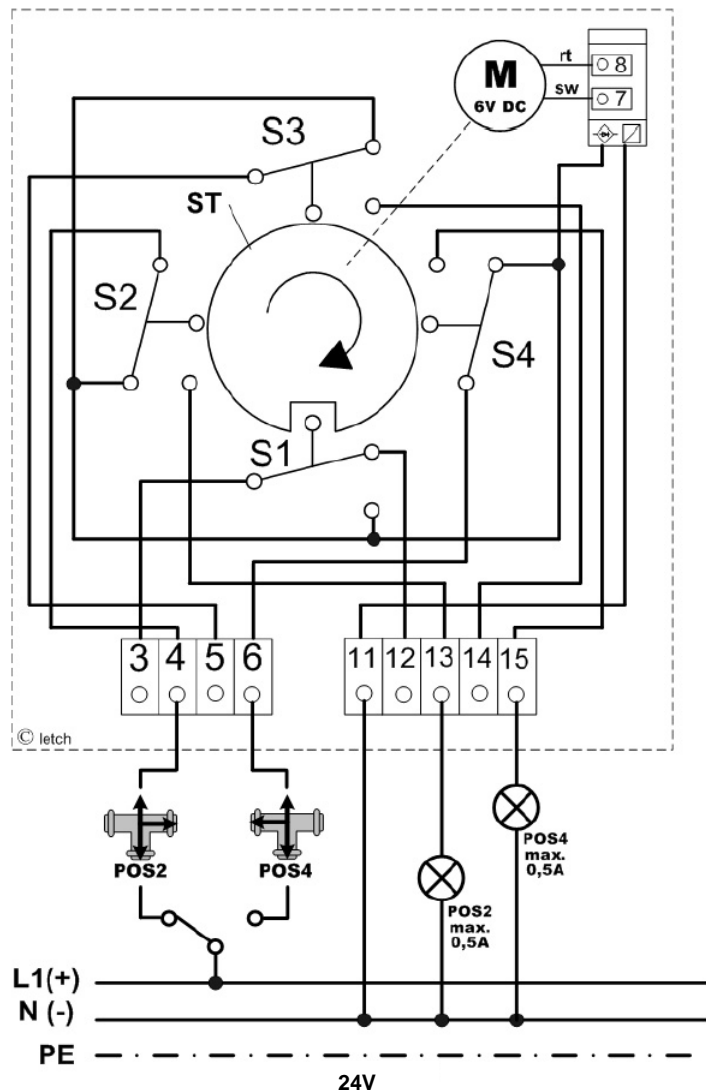 rt
8
M
6V DC
sw
7
S3
ST
S2
S4
S1
3 4 5 6 11 12 13 14 15
© letch
POS4
max.
0,5A
POS2 POS4
POS2
max.
0,5A
L1(+)
N (-)
PE
24V